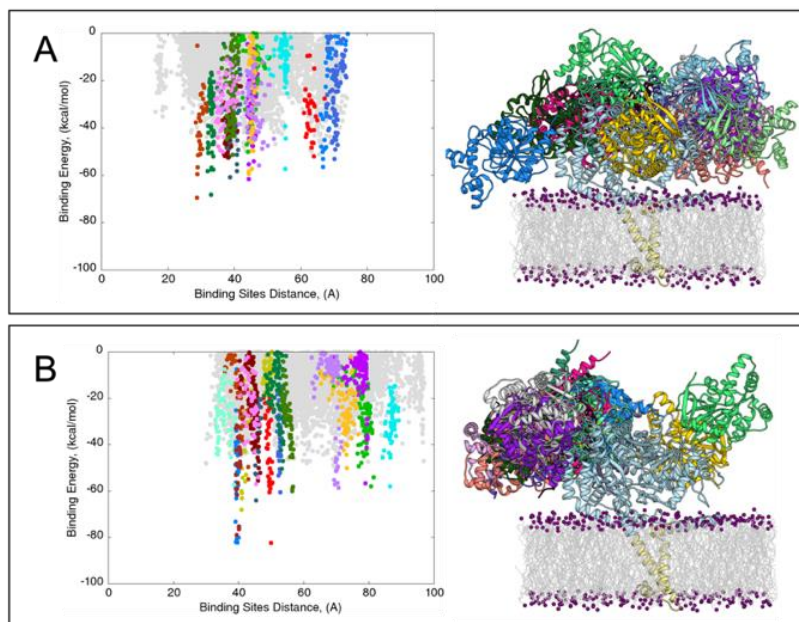 A
0
-20
-40
-60
-80
-100
Binding Energy, (kcal/mol)
0 20 40 60 80 100
Binding Sites Distance, (A)
B
0
-20
-40
-60
-80
-100
Binding Energy, (kcal/mol)
0 20 40 60 80 100
Binding Sites Distance, (A)